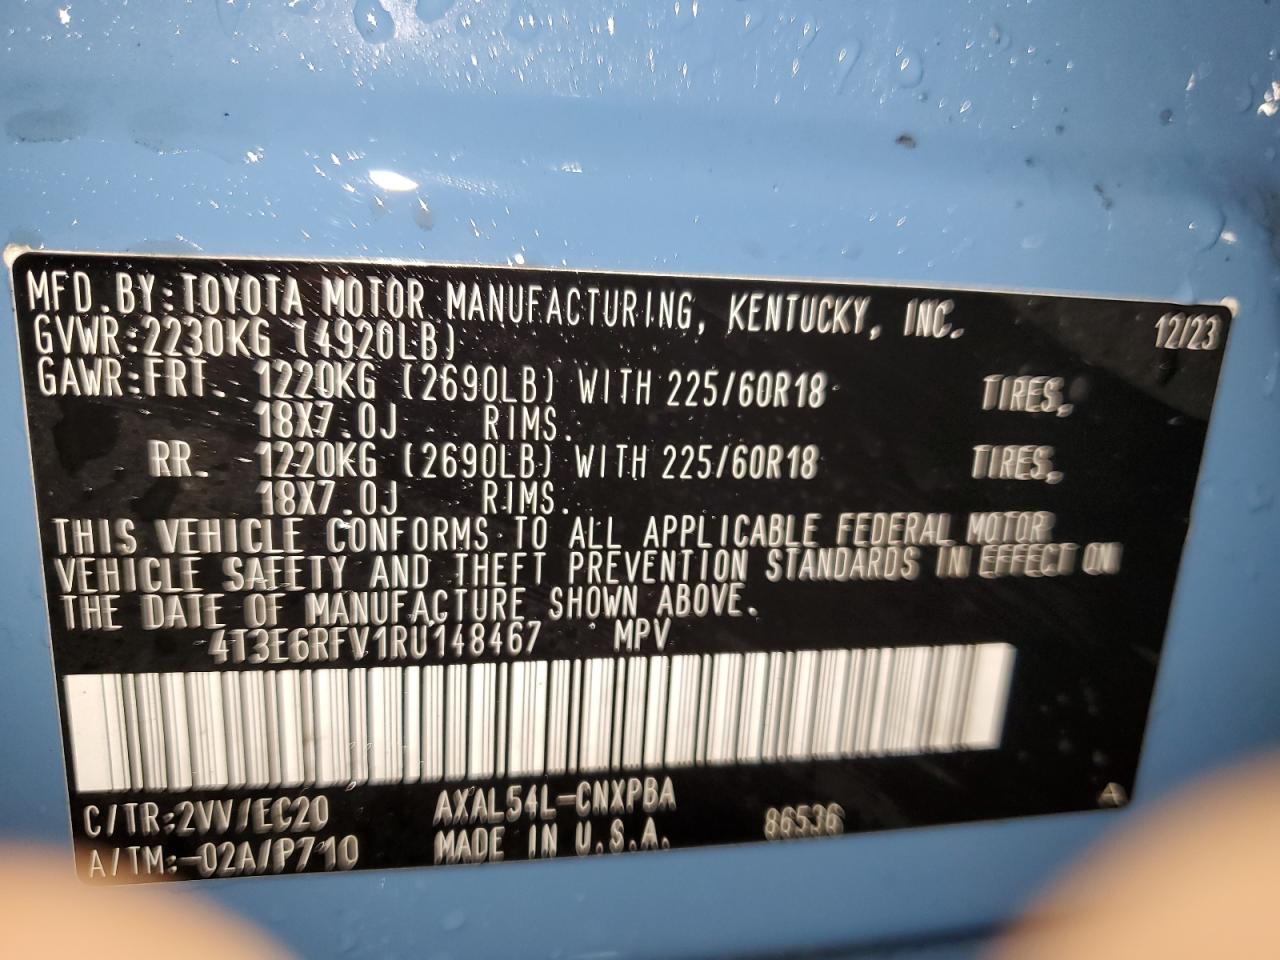 MFD.BY:TOYOTA MOTOR MANUFACTURING, KENTUCKY, INC. 12/23
GVWR:2230KG (4920LB)
GAWR:FRT. 1220KG (2690LB) WITH 225/60R18 TIRES,
18X7.0J RIMS.
RR. 1220KG (2690LB) WITH 225/60R18 TIRES,
18X7.0J RIMS.
THIS VEHICLE CONFORMS TO ALL APPLICABLE FEDERAL MOTOR
VEHICLE SAFETY AND THEFT PREVENTION STANDARDS IN EFFECT ON
THE DATE OF MANUFACTURE SHOWN ABOVE.
4T3E6RFV1RU148467 MPV
C/TR:2VV/EC20 AXAL54L-CNXPBA 86536 A
A/TM:-02A/P710 MADE IN U.S.A.